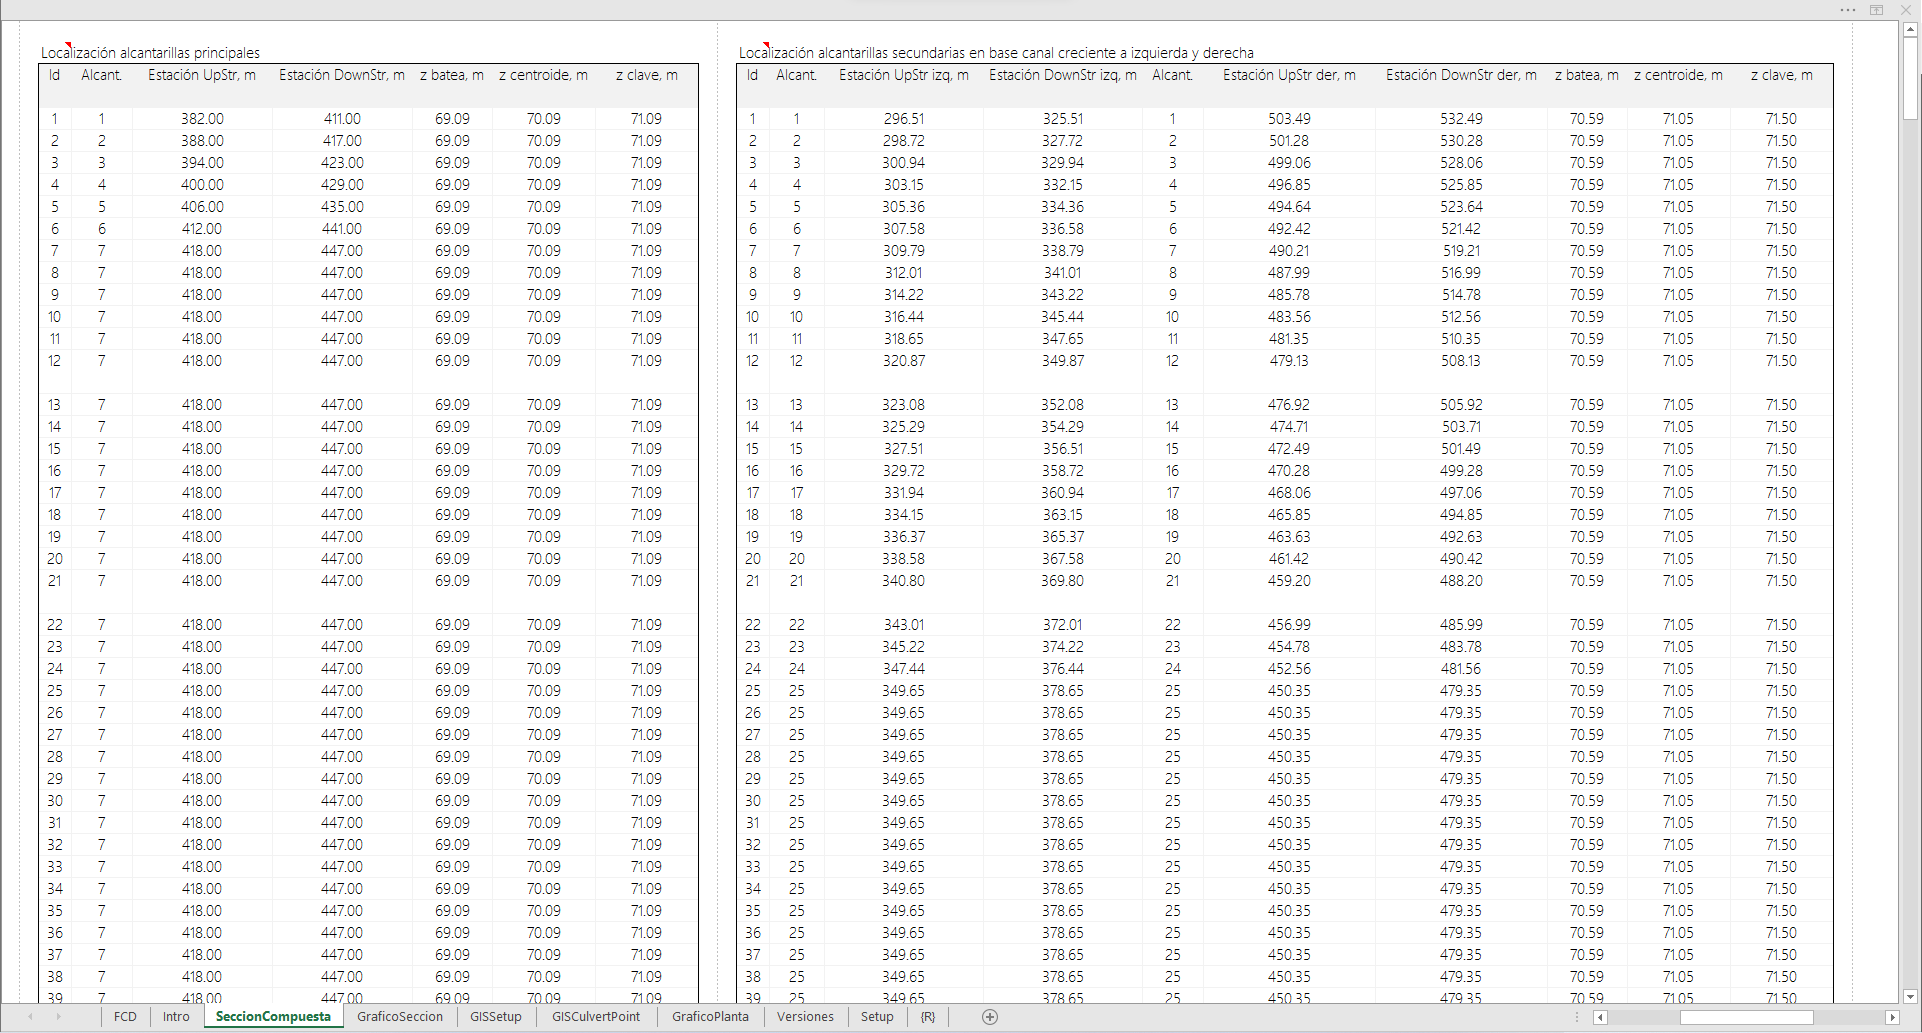 Localización alcantarillas principales
Id Alcant. Estación UpStr, m Estación DownStr, m z batea, m z centroide, m z clave, m
1 1 382.00 411.00 69.09 70.09 71.09
2 2 388.00 417.00 69.09 70.09 71.09
3 3 394.00 423.00 69.09 70.09 71.09
4 4 400.00 429.00 69.09 70.09 71.09
5 5 406.00 435.00 69.09 70.09 71.09
6 6 412.00 441.00 69.09 70.09 71.09
7 7 418.00 447.00 69.09 70.09 71.09
8 7 418.00 447.00 69.09 70.09 71.09
9 7 418.00 447.00 69.09 70.09 71.09
10 7 418.00 447.00 69.09 70.09 71.09
11 7 418.00 447.00 69.09 70.09 71.09
12 7 418.00 447.00 69.09 70.09 71.09
13 7 418.00 447.00 69.09 70.09 71.09
14 7 418.00 447.00 69.09 70.09 71.09
15 7 418.00 447.00 69.09 70.09 71.09
16 7 418.00 447.00 69.09 70.09 71.09
17 7 418.00 447.00 69.09 70.09 71.09
18 7 418.00 447.00 69.09 70.09 71.09
19 7 418.00 447.00 69.09 70.09 71.09
20 7 418.00 447.00 69.09 70.09 71.09
21 7 418.00 447.00 69.09 70.09 71.09
22 7 418.00 447.00 69.09 70.09 71.09
23 7 418.00 447.00 69.09 70.09 71.09
24 7 418.00 447.00 69.09 70.09 71.09
25 7 418.00 447.00 69.09 70.09 71.09
26 7 418.00 447.00 69.09 70.09 71.09
27 7 418.00 447.00 69.09 70.09 71.09
28 7 418.00 447.00 69.09 70.09 71.09
29 7 418.00 447.00 69.09 70.09 71.09
30 7 418.00 447.00 69.09 70.09 71.09
31 7 418.00 447.00 69.09 70.09 71.09
32 7 418.00 447.00 69.09 70.09 71.09
33 7 418.00 447.00 69.09 70.09 71.09
34 7 418.00 447.00 69.09 70.09 71.09
35 7 418.00 447.00 69.09 70.09 71.09
36 7 418.00 447.00 69.09 70.09 71.09
37 7 418.00 447.00 69.09 70.09 71.09
38 7 418.00 447.00 69.09 70.09 71.09
39 7 418.00 447.00 69.09 70.09 71.09
Localización alcantarillas secundarias en base canal creciente a izquierda y derecha
Id Alcant. Estación UpStr izq, m Estación DownStr izq, m Alcant. Estación UpStr der, m Estación DownStr der, m z batea, m z centroide, m z clave, m
1 1 296.51 325.51 1 503.49 532.49 70.59 71.05 71.50
2 2 298.72 327.72 2 501.28 530.28 70.59 71.05 71.50
3 3 300.94 329.94 3 499.06 528.06 70.59 71.05 71.50
4 4 303.15 332.15 4 496.85 525.85 70.59 71.05 71.50
5 5 305.36 334.36 5 494.64 523.64 70.59 71.05 71.50
6 6 307.58 336.58 6 492.42 521.42 70.59 71.05 71.50
7 7 309.79 338.79 7 490.21 519.21 70.59 71.05 71.50
8 8 312.01 341.01 8 487.99 516.99 70.59 71.05 71.50
9 9 314.22 343.22 9 485.78 514.78 70.59 71.05 71.50
10 10 316.44 345.44 10 483.56 512.56 70.59 71.05 71.50
11 11 318.65 347.65 11 481.35 510.35 70.59 71.05 71.50
12 12 320.87 349.87 12 479.13 508.13 70.59 71.05 71.50
13 13 323.08 352.08 13 476.92 505.92 70.59 71.05 71.50
14 14 325.29 354.29 14 474.71 503.71 70.59 71.05 71.50
15 15 327.51 356.51 15 472.49 501.49 70.59 71.05 71.50
16 16 329.72 358.72 16 470.28 499.28 70.59 71.05 71.50
17 17 331.94 360.94 17 468.06 497.06 70.59 71.05 71.50
18 18 334.15 363.15 18 465.85 494.85 70.59 71.05 71.50
19 19 336.37 365.37 19 463.63 492.63 70.59 71.05 71.50
20 20 338.58 367.58 20 461.42 490.42 70.59 71.05 71.50
21 21 340.80 369.80 21 459.20 488.20 70.59 71.05 71.50
22 22 343.01 372.01 22 456.99 485.99 70.59 71.05 71.50
23 23 345.22 374.22 23 454.78 483.78 70.59 71.05 71.50
24 24 347.44 376.44 24 452.56 481.56 70.59 71.05 71.50
25 25 349.65 378.65 25 450.35 479.35 70.59 71.05 71.50
26 25 349.65 378.65 25 450.35 479.35 70.59 71.05 71.50
27 25 349.65 378.65 25 450.35 479.35 70.59 71.05 71.50
28 25 349.65 378.65 25 450.35 479.35 70.59 71.05 71.50
29 25 349.65 378.65 25 450.35 479.35 70.59 71.05 71.50
30 25 349.65 378.65 25 450.35 479.35 70.59 71.05 71.50
31 25 349.65 378.65 25 450.35 479.35 70.59 71.05 71.50
32 25 349.65 378.65 25 450.35 479.35 70.59 71.05 71.50
33 25 349.65 378.65 25 450.35 479.35 70.59 71.05 71.50
34 25 349.65 378.65 25 450.35 479.35 70.59 71.05 71.50
35 25 349.65 378.65 25 450.35 479.35 70.59 71.05 71.50
36 25 349.65 378.65 25 450.35 479.35 70.59 71.05 71.50
37 25 349.65 378.65 25 450.35 479.35 70.59 71.05 71.50
38 25 349.65 378.65 25 450.35 479.35 70.59 71.05 71.50
39 25 349.65 378.65 25 450.35 479.35 70.59 71.05 71.50
FCD Intro SeccionCompuesta GraficoSeccion GISSetup GISCulvertPoint GraficoPlanta Versiones Setup {R}